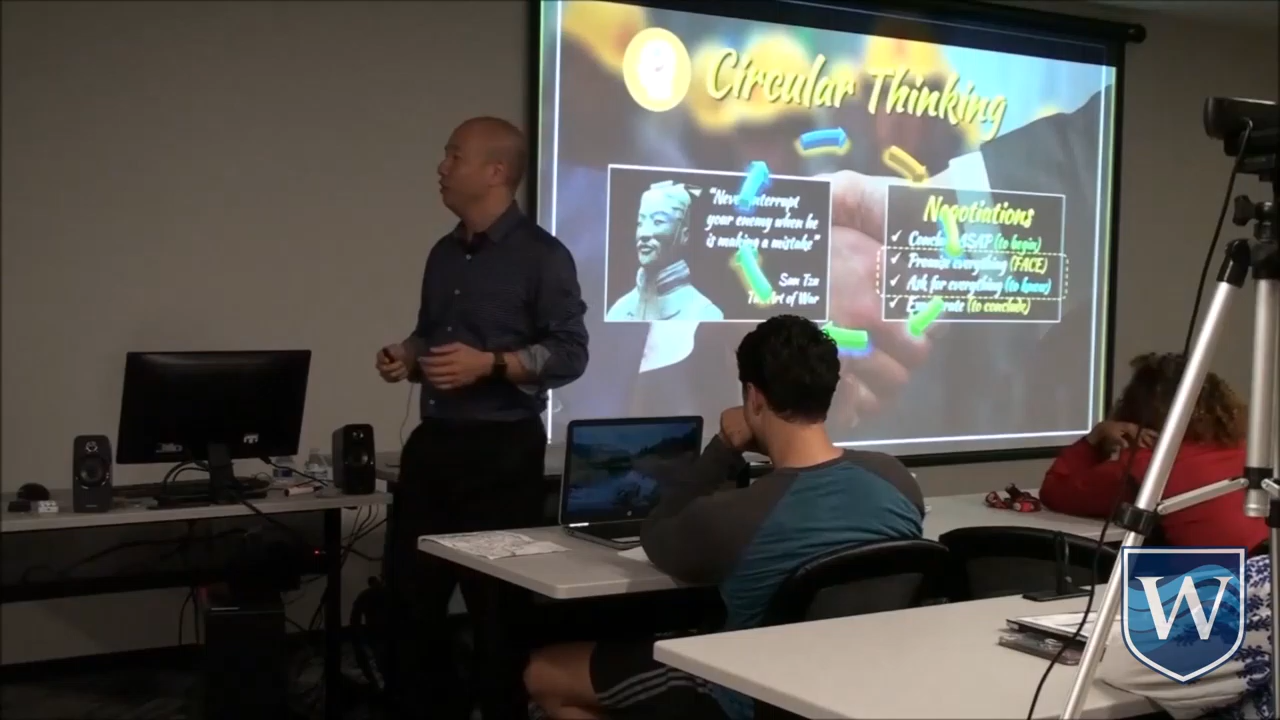 Circular Thinking
"Never interrupt
your enemy when he
is making a mistake"
Sun Tzu
The Art of War
Negotiations
✓ Conclude ASAP (to begin)
✓ Promise everything (FACE)
✓ Ask for everything (to know)
✓ (to conclude)
W